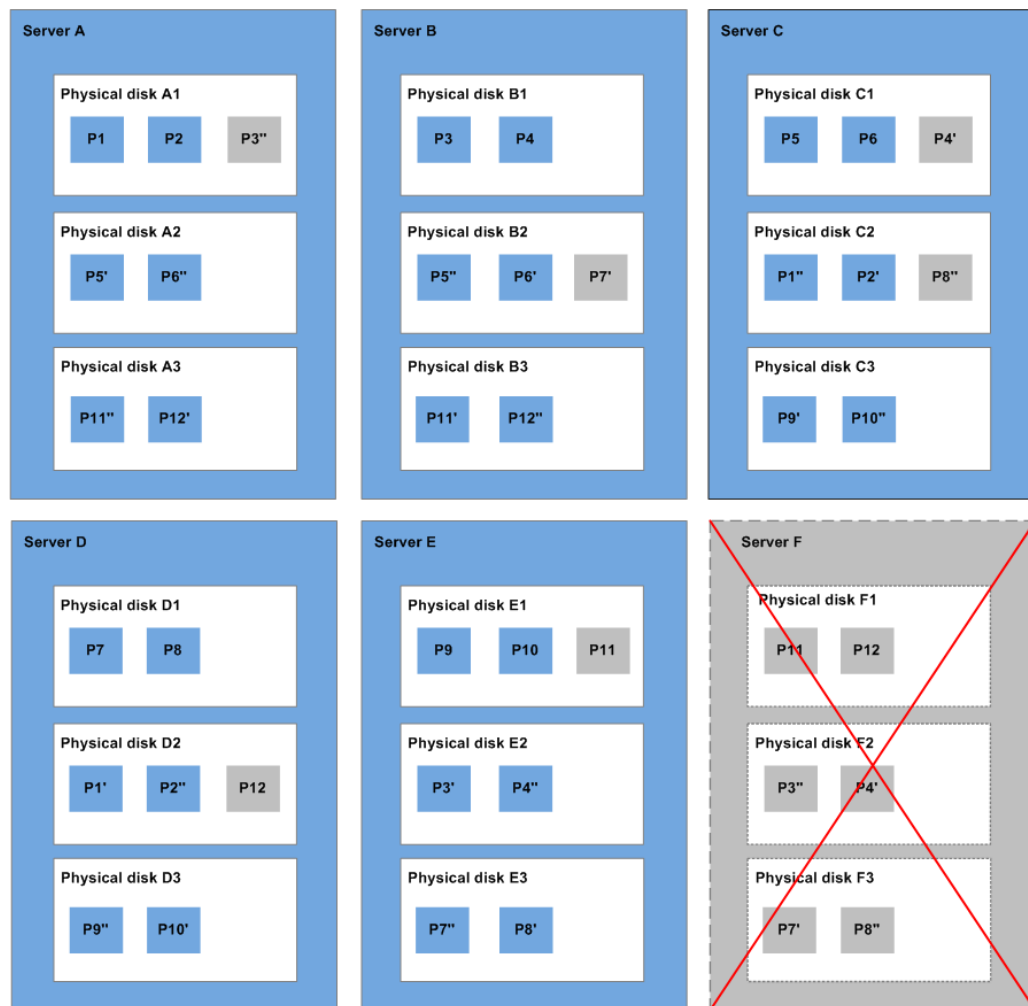 Server A
Physical disk A1
P1 P2 P3"
Physical disk A2
P5' P6"
Physical disk A3
P11" P12'
Server B
Physical disk B1
P3 P4
Physical disk B2
P5" P6' P7'
Physical disk B3
P11' P12"
Server C
Physical disk C1
P5 P6 P4'
Physical disk C2
P1" P2' P8"
Physical disk C3
P9' P10"
Server D
Physical disk D1
P7 P8
Physical disk D2
P1' P2" P12
Physical disk D3
P9" P10'
Server E
Physical disk E1
P9 P10 P11
Physical disk E2
P3' P4"
Physical disk E3
P7" P8'
Server F
Physical disk F1
P11 P12
Physical disk F2
P3" P4'
Physical disk F3
P7' P8"